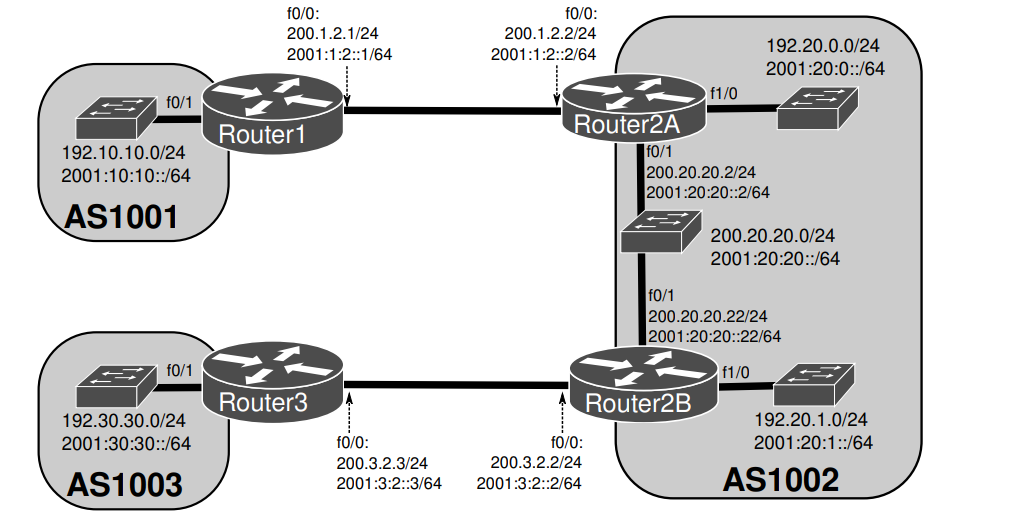 f0/0:
200.1.2.1/24
2001:1:2::1/64
f0/0:
200.1.2.2/24
2001:1:2::2/64
192.20.0.0/24
2001:20:0::/64
f0/1
Router1
Router2A
f1/0
192.10.10.0/24
2001:10:10::/64
AS1001
f0/1
200.20.20.2/24
2001:20:20::2/64
200.20.20.0/24
2001:20:20::/64
f0/1
200.20.20.22/24
2001:20:20::22/64
f0/1
Router3
Router2B
f1/0
192.30.30.0/24
2001:30:30::/64
AS1003
f0/0:
200.3.2.3/24
2001:3:2::3/64
f0/0:
200.3.2.2/24
2001:3:2::2/64
192.20.1.0/24
2001:20:1::/64
AS1002